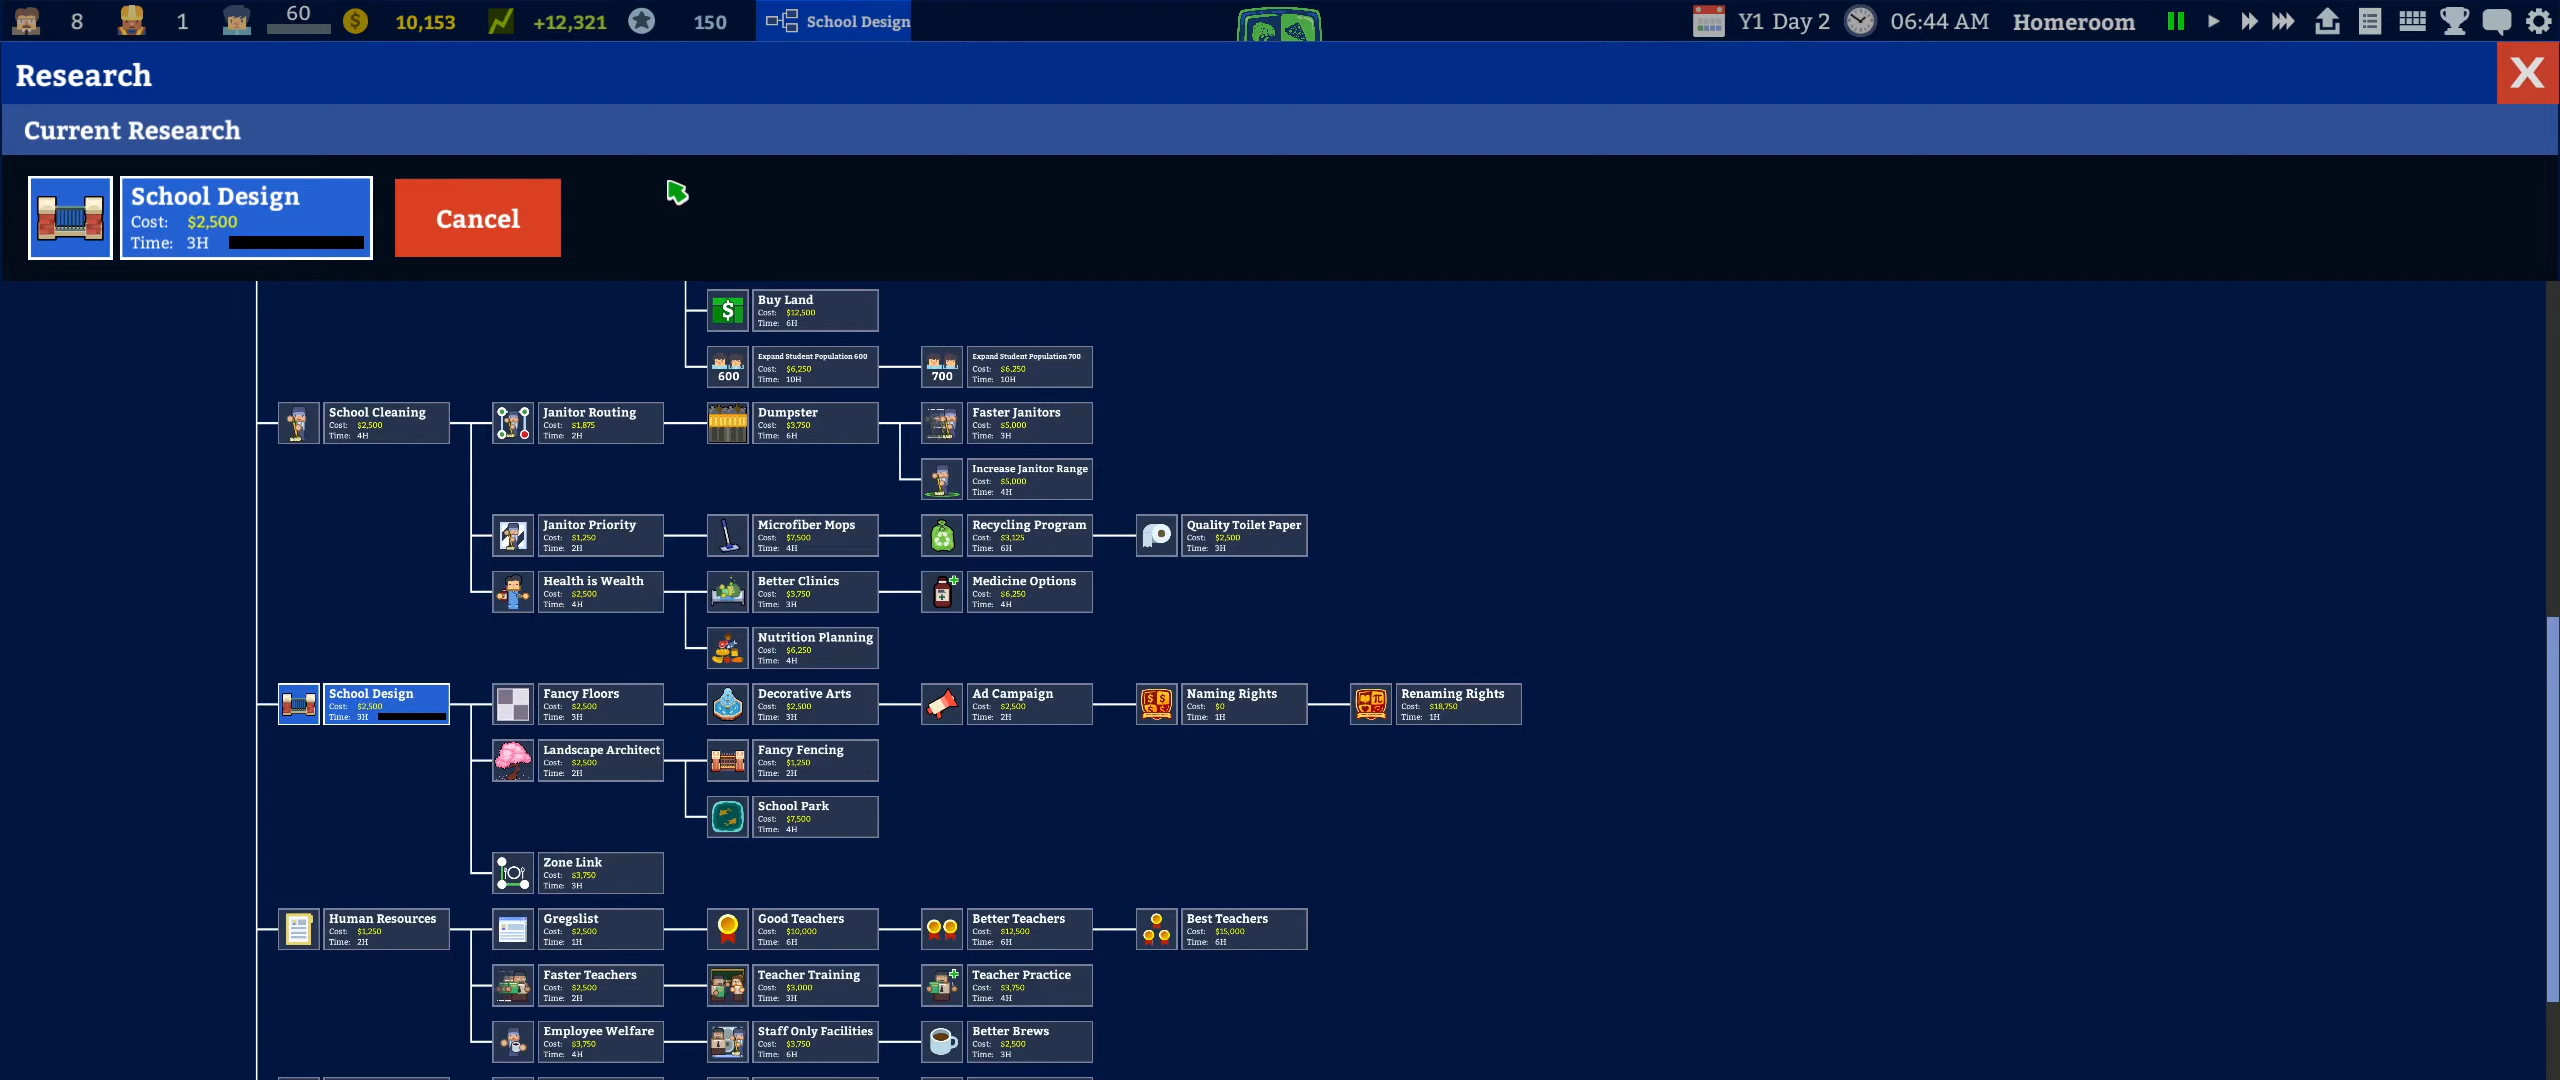 8 1 60 10,153 +12,321 150 School Design Y1 Day 2 06:44 AM Homeroom
Research
X
Current Research
School Design
Cost: $2,500
Time: 3H
Cancel
Buy Land
Cost: $12,500
Time: 6H
600
Expand Student Population 600
Cost: $6,250
Time: 10H
700
Expand Student Population 700
Cost: $6,250
Time: 10H
School Cleaning
Cost: $2,500
Time: 4H
Janitor Routing
Cost: $1,875
Time: 2H
Dumpster
Cost: $3,750
Time: 6H
Faster Janitors
Cost: $5,000
Time: 3H
Increase Janitor Range
Cost: $5,000
Time: 4H
Janitor Priority
Cost: $1,250
Time: 2H
Microfiber Mops
Cost: $7,500
Time: 4H
Recycling Program
Cost: $3,125
Time: 6H
Quality Toilet Paper
Cost: $2,500
Time: 3H
Health is Wealth
Cost: $2,500
Time: 4H
Better Clinics
Cost: $3,750
Time: 3H
Medicine Options
Cost: $6,250
Time: 4H
Nutrition Planning
Cost: $6,250
Time: 4H
School Design
Cost: $2,500
Time: 3H
Fancy Floors
Cost: $2,500
Time: 3H
Decorative Arts
Cost: $2,500
Time: 3H
Ad Campaign
Cost: $2,500
Time: 2H
Naming Rights
Cost: $0
Time: 1H
Renaming Rights
Cost: $18,750
Time: 1H
Landscape Architect
Cost: $2,500
Time: 2H
Fancy Fencing
Cost: $1,250
Time: 2H
School Park
Cost: $7,500
Time: 4H
Zone Link
Cost: $3,750
Time: 3H
Human Resources
Cost: $1,250
Time: 2H
Gregslist
Cost: $2,500
Time: 1H
Good Teachers
Cost: $10,000
Time: 6H
Better Teachers
Cost: $12,500
Time: 6H
Best Teachers
Cost: $15,000
Time: 6H
Faster Teachers
Cost: $2,500
Time: 2H
Teacher Training
Cost: $3,000
Time: 3H
Teacher Practice
Cost: $3,750
Time: 4H
Employee Welfare
Cost: $3,750
Time: 4H
Staff Only Facilities
Cost: $3,750
Time: 6H
Better Brews
Cost: $2,500
Time: 3H